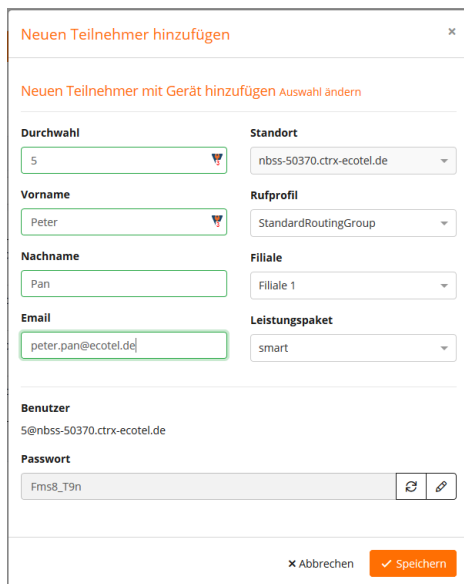 Neuen Teilnehmer hinzufügen
×
Neuen Teilnehmer mit Gerät hinzufügen Auswahl ändern
Durchwahl
5
Standort
nbss-50370.ctrx-ecotel.de
Vorname
Peter
Rufprofil
StandardRoutingGroup
Nachname
Pan
Filiale
Filiale 1
Email
peter.pan@ecotel.de
Leistungspaket
smart
Benutzer
5@nbss-50370.ctrx-ecotel.de
Passwort
Fms8_T9n
× Abbrechen
✓ Speichern